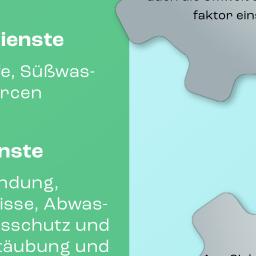 faktor eins
ienste
e, Süßwas-
rcen
nste
ndung,
isse, Abwas-
sschutz und
täubung und